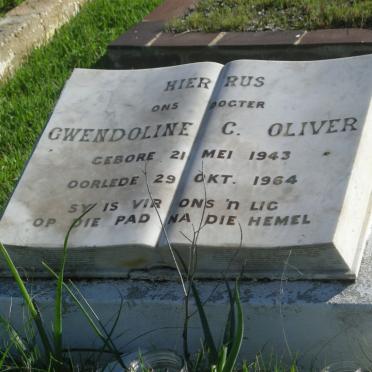 HIER RUS
ONS DOGTER
GWENDOLINE C. OLIVER
GEBORE 21 MEI 1943
OORLEDE 29 OKT. 1964
SY IS VIR ONS 'n LIG
OP DIE PAD NA DIE HEMEL